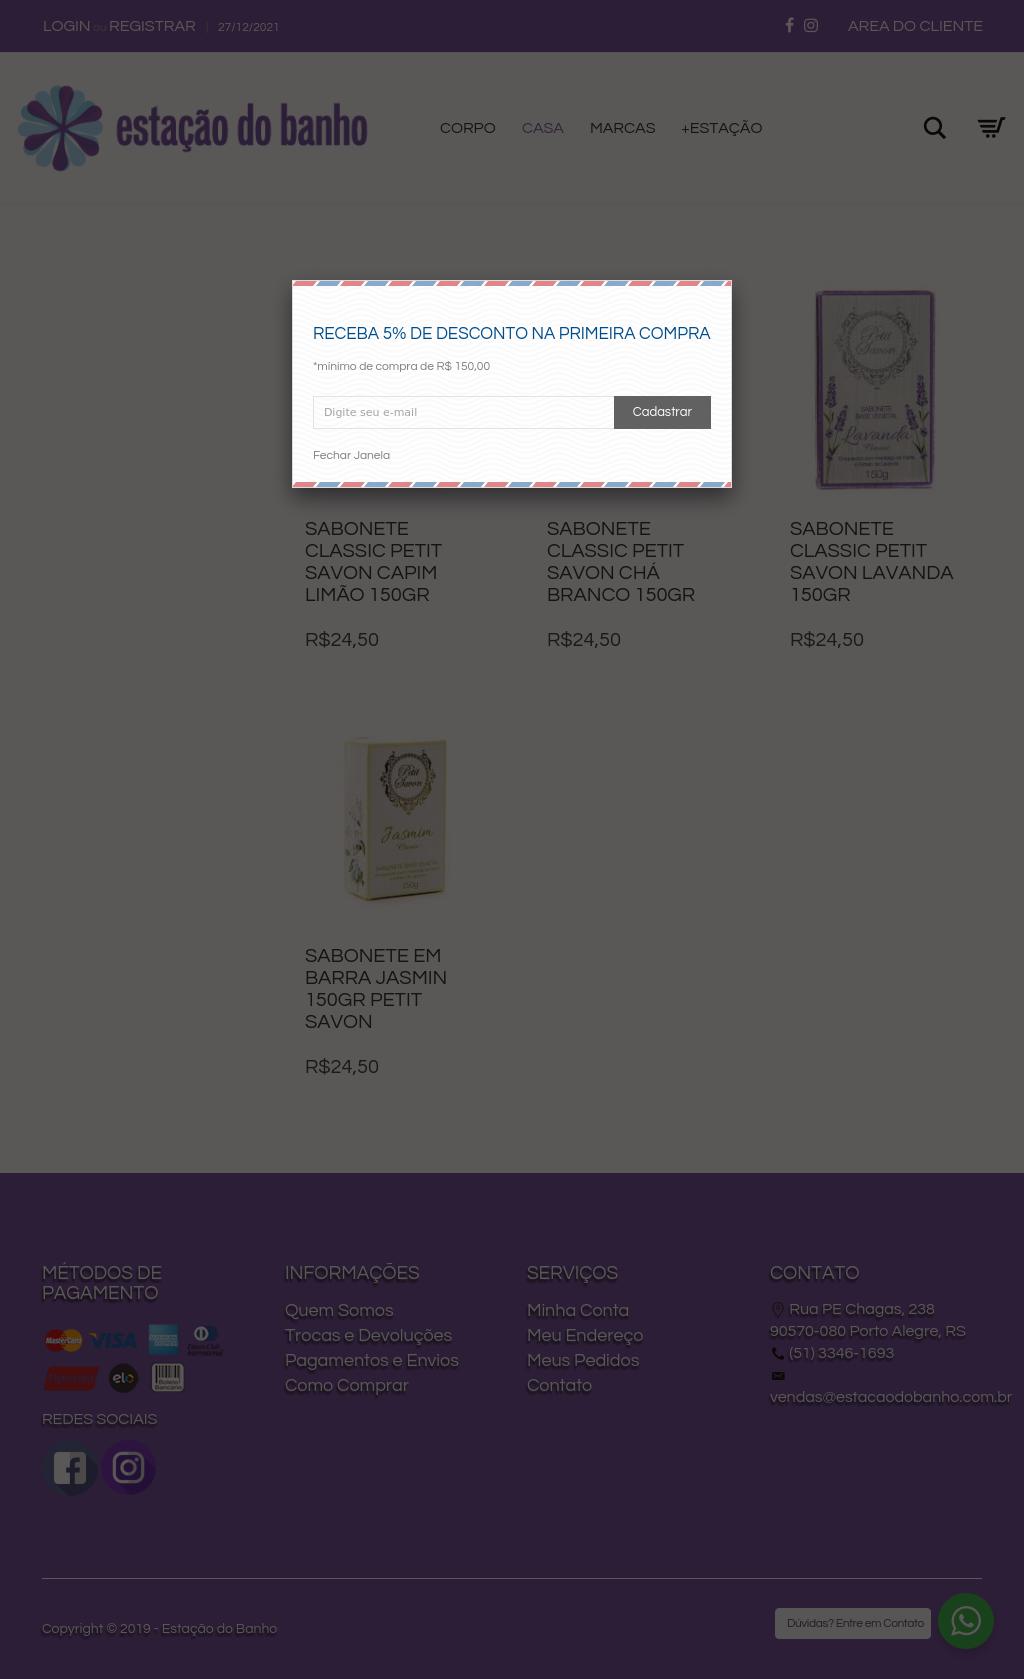 LOGIN ou REGISTRAR | 27/12/2021
AREA DO CLIENTE
estação do banho
CORPO CASA MARCAS +ESTAÇÃO
RECEBA 5% DE DESCONTO NA PRIMEIRA COMPRA
*mínimo de compra de R$ 150,00
Digite seu e-mail
Cadastrar
Fechar Janela
Petit
Savon
SABONETE
BASE VEGETAL
Lavanda
Classic
150g
SABONETE
CLASSIC PETIT
SAVON CAPIM
LIMÃO 150GR
R$24,50
SABONETE
CLASSIC PETIT
SAVON CHÁ
BRANCO 150GR
R$24,50
SABONETE
CLASSIC PETIT
SAVON LAVANDA
150GR
R$24,50
Petit
Savon
Jasmim
Classic
150g
SABONETE EM
BARRA JASMIN
150GR PETIT
SAVON
R$24,50
MÉTODOS DE
PAGAMENTO
MasterCard VISA
Hipercard elo Boleto Bancário
REDES SOCIAIS
INFORMAÇÕES
Quem Somos
Trocas e Devoluções
Pagamentos e Envios
Como Comprar
SERVIÇOS
Minha Conta
Meu Endereço
Meus Pedidos
Contato
CONTATO
Rua PE Chagas, 238
90570-080 Porto Alegre, RS
(51) 3346-1693
vendas@estacaodobanho.com.br
Copyright © 2019 - Estação do Banho
Dúvidas? Entre em Contato